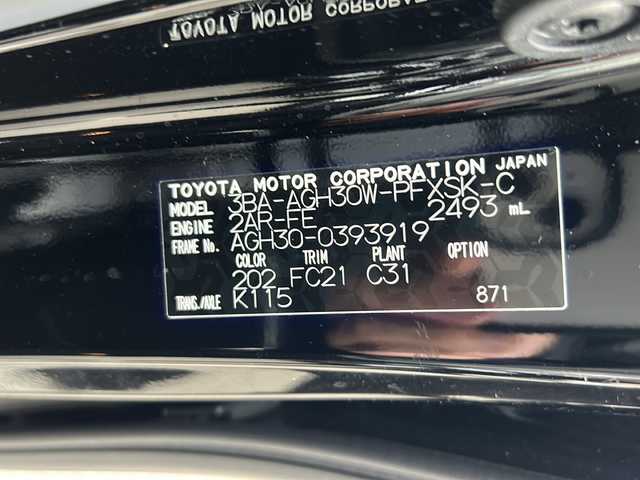 TOYOTA MOTOR CORPORATION
TOYOTA MOTOR CORPORATION JAPAN
MODEL 3BA-AGH30W-PFXSK-C
ENGINE 2AR-FE 2493 mL
FRAME No. AGH30-0393919
COLOR TRIM PLANT OPTION
202 FC21 C31
TRANS./AXLE K115 871